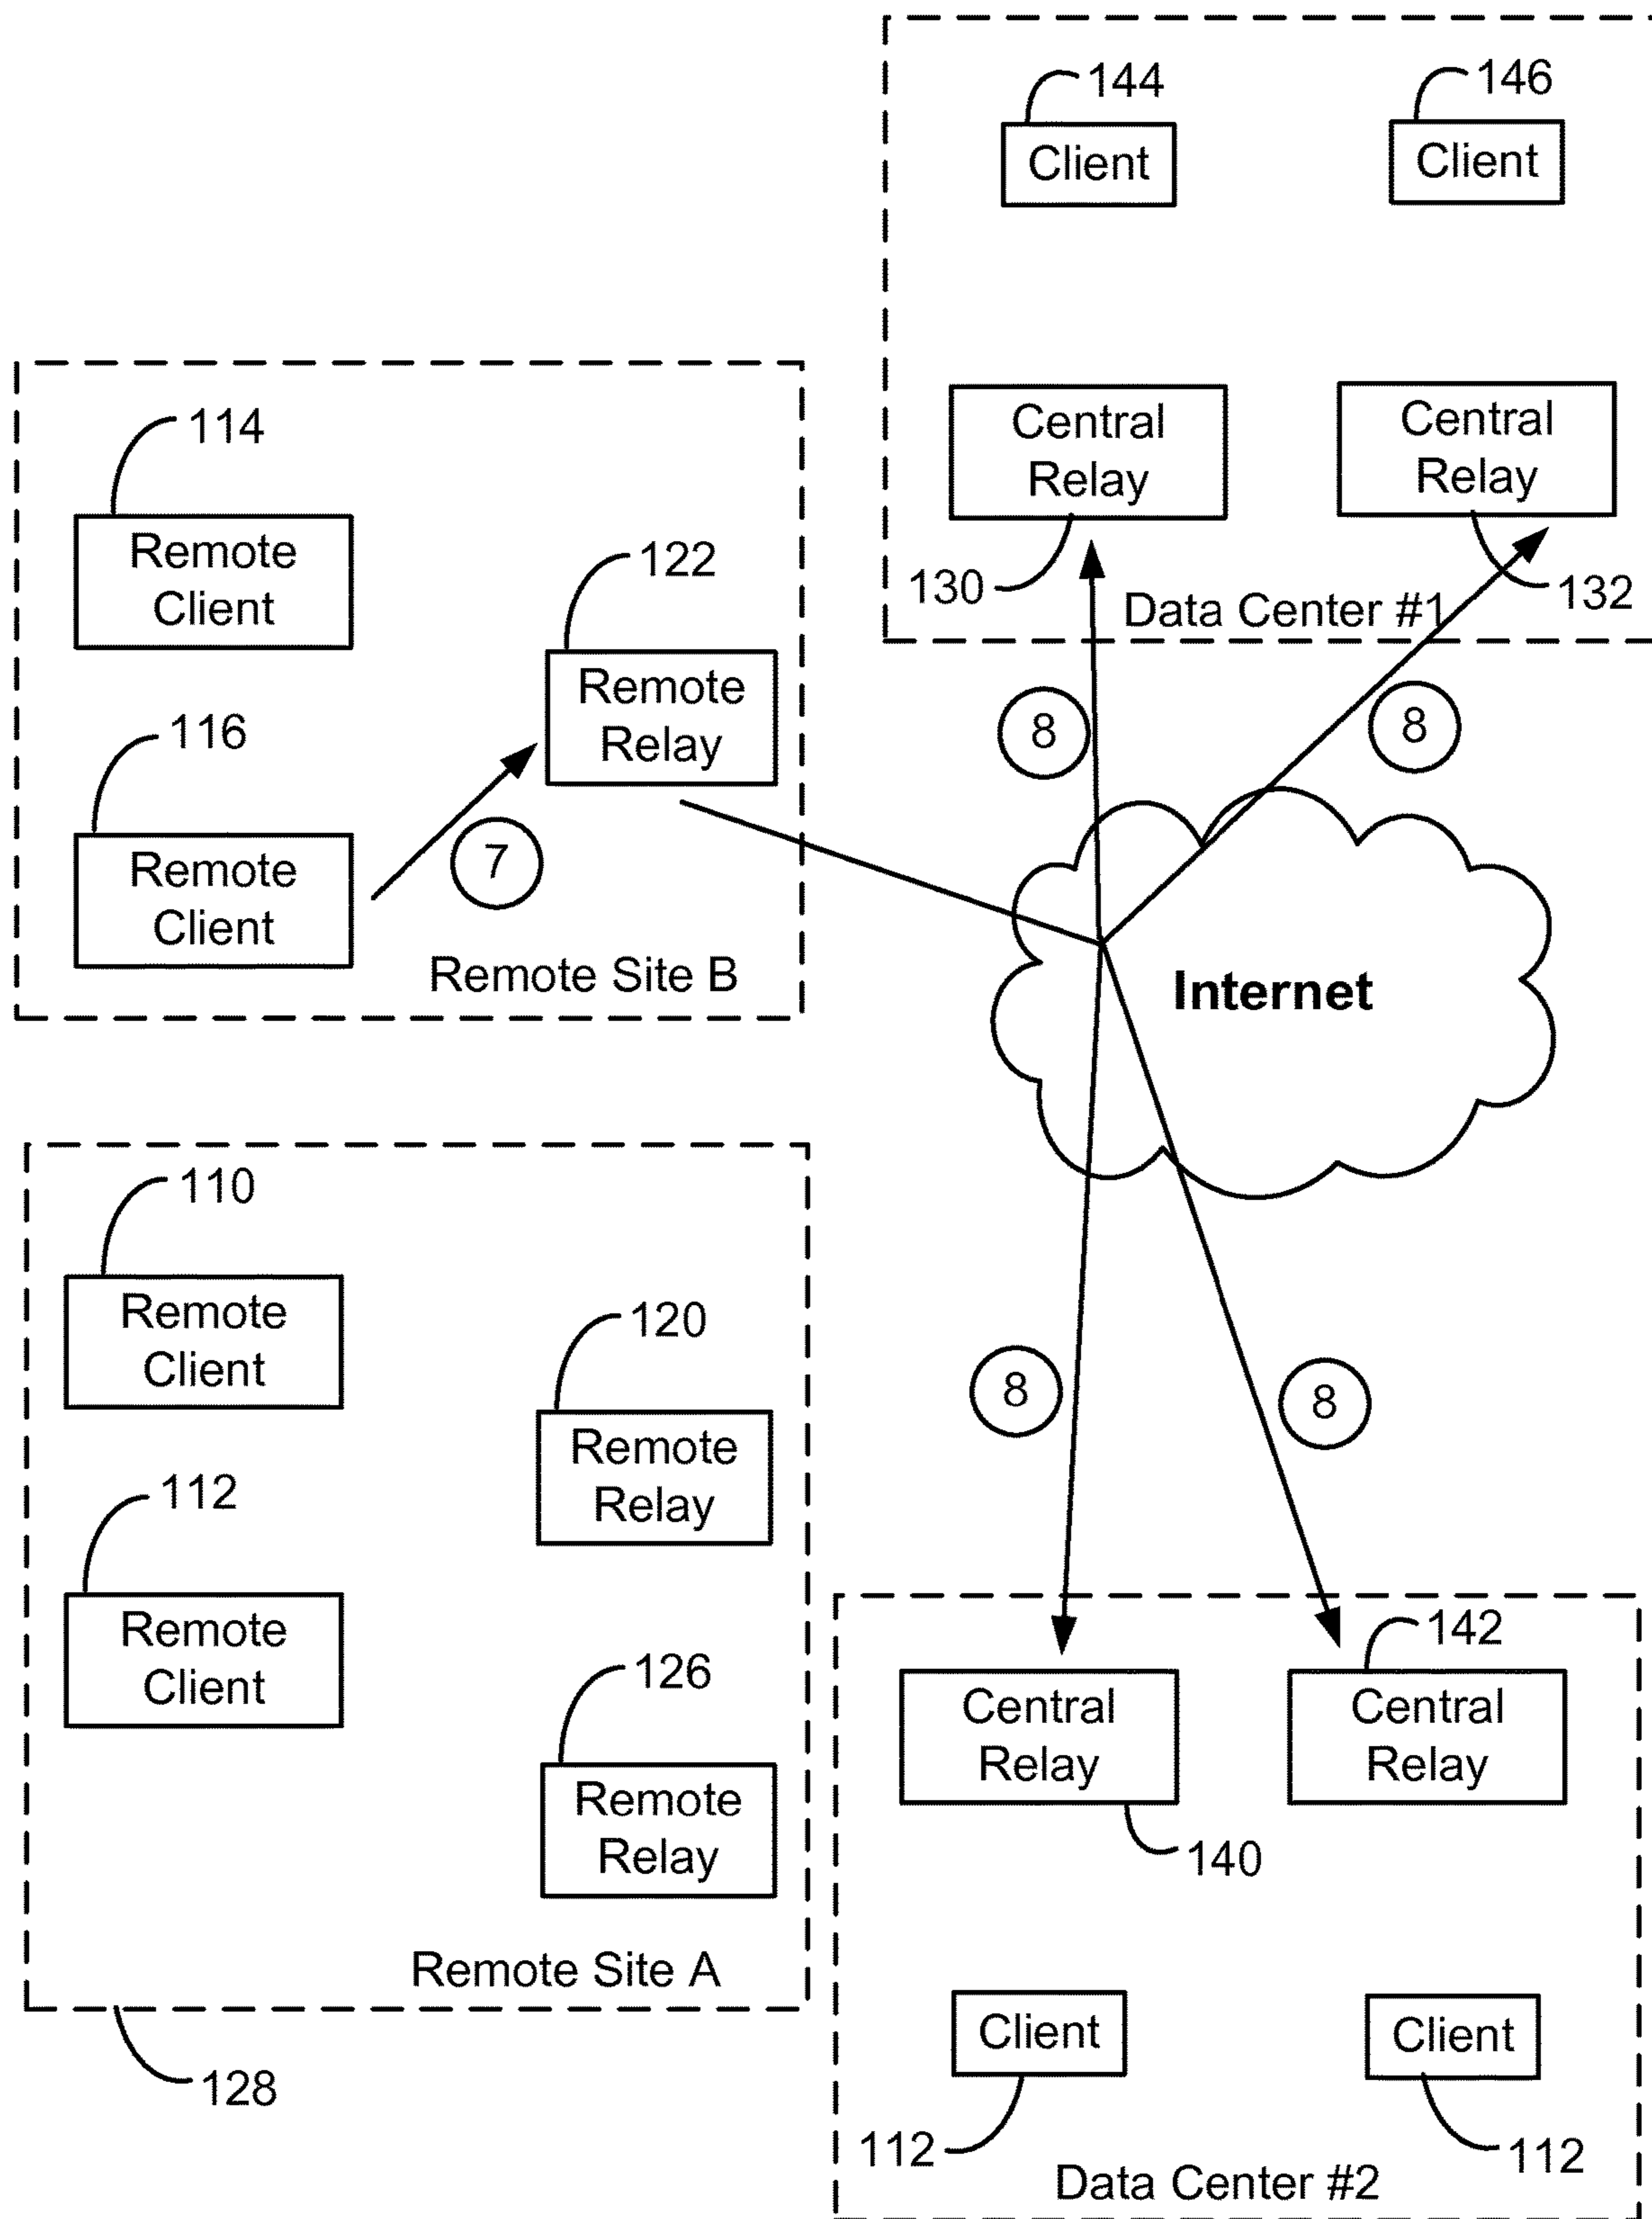 144
146
Client
Client
Central
Relay
Central
Relay
130
132
Data Center #1
114
Remote
Client
122
Remote
Relay
116
Remote
Client
7
Remote Site B
8
8
Internet
110
Remote
Client
120
Remote
Relay
112
Remote
Client
126
Remote
Relay
Remote Site A
128
8
8
142
Central
Relay
Central
Relay
140
Client
Client
112
112
Data Center #2